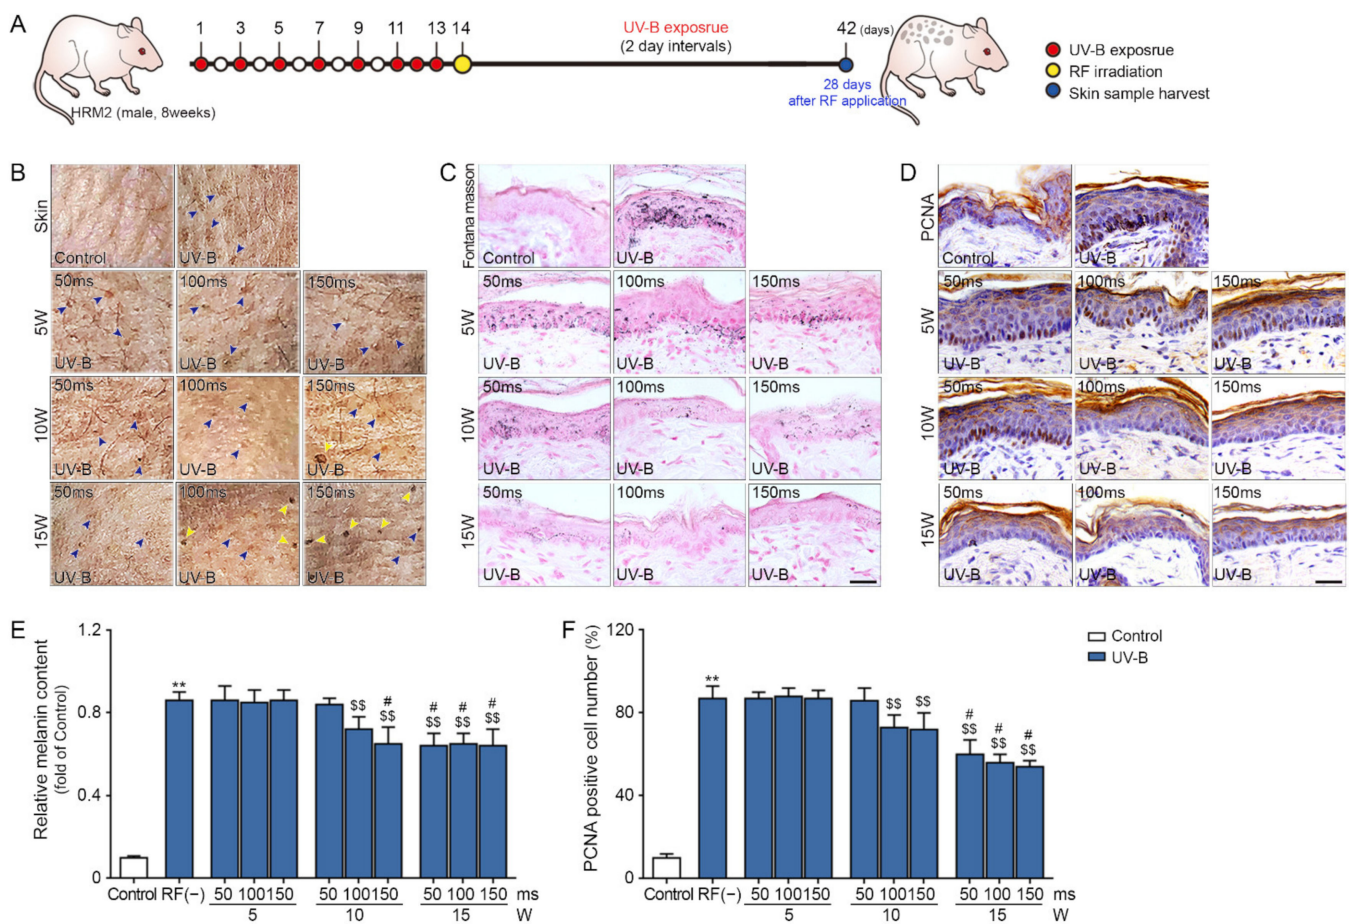 A
1 3 5 7 9 11 13 14
UV-B exposrue
(2 day intervals)
42 (days)
28 days
after RF application
HRM2 (male, 8weeks)
UV-B exposrue
RF irradiation
Skin sample harvest
B
Skin
Control UV-B
5W
50ms 100ms 150ms
UV-B UV-B UV-B
10W
50ms 100ms 150ms
UV-B UV-B UV-B
15W
50ms 100ms 150ms
UV-B UV-B UV-B
C
Fontana masson
Control UV-B
5W
50ms 100ms 150ms
UV-B UV-B UV-B
10W
50ms 100ms 150ms
UV-B UV-B UV-B
15W
50ms 100ms 150ms
UV-B UV-B UV-B
D
PCNA
Control UV-B
5W
50ms 100ms 150ms
UV-B UV-B UV-B
10W
50ms 100ms 150ms
UV-B UV-B UV-B
15W
50ms 100ms 150ms
UV-B UV-B UV-B
E
Relative melanin content
(fold of Control)
1.2
0.8
0.4
0
**
$$
#
$$
#
$$
#
$$
#
$$
Control RF(−) 50 100 150 50 100 150 50 100 150 ms
5 10 15 W
F
PCNA positive cell number (%)
120
80
40
0
**
$$
$$
#
$$
#
$$
#
$$
Control RF(−) 50 100 150 50 100 150 50 100 150 ms
5 10 15 W
Control
UV-B